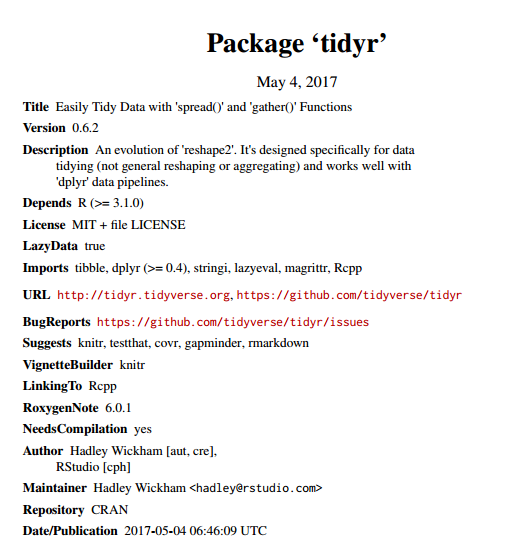 Package ‘tidyr’
May 4, 2017
Title Easily Tidy Data with 'spread()' and 'gather()' Functions
Version 0.6.2
Description An evolution of 'reshape2'. It's designed specifically for data
tidying (not general reshaping or aggregating) and works well with
'dplyr' data pipelines.
Depends R (>= 3.1.0)
License MIT + file LICENSE
LazyData true
Imports tibble, dplyr (>= 0.4), stringi, lazyeval, magrittr, Rcpp
URL http://tidyr.tidyverse.org, https://github.com/tidyverse/tidyr
BugReports https://github.com/tidyverse/tidyr/issues
Suggests knitr, testthat, covr, gapminder, rmarkdown
VignetteBuilder knitr
LinkingTo Rcpp
RoxygenNote 6.0.1
NeedsCompilation yes
Author Hadley Wickham [aut, cre],
RStudio [cph]
Maintainer Hadley Wickham <hadley@rstudio.com>
Repository CRAN
Date/Publication 2017-05-04 06:46:09 UTC